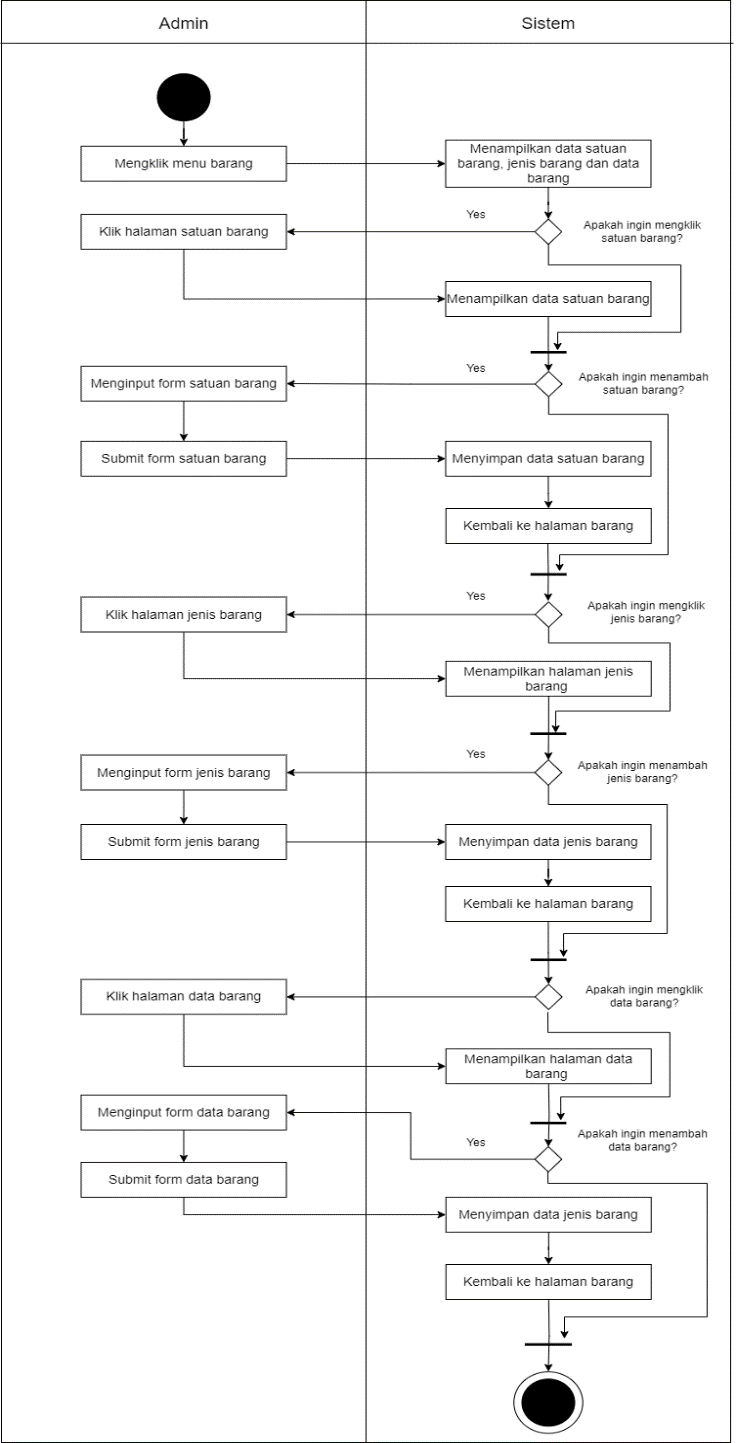 Admin
Sistem
Mengklik menu barang
Menampilkan data satuan
barang, jenis barang dan data
barang
Yes
Apakah ingin mengklik
satuan barang?
Klik halaman satuan barang
Menampilkan data satuan barang
Yes
Apakah ingin menambah
satuan barang?
Menginput form satuan barang
Submit form satuan barang
Menyimpan data satuan barang
Kembali ke halaman barang
Yes
Apakah ingin mengklik
jenis barang?
Klik halaman jenis barang
Menampilkan halaman jenis
barang
Yes
Apakah ingin menambah
jenis barang?
Menginput form jenis barang
Submit form jenis barang
Menyimpan data jenis barang
Kembali ke halaman barang
Apakah ingin mengklik
data barang?
Klik halaman data barang
Menampilkan halaman data
barang
Menginput form data barang
Yes
Apakah ingin menambah
data barang?
Submit form data barang
Menyimpan data jenis barang
Kembali ke halaman barang